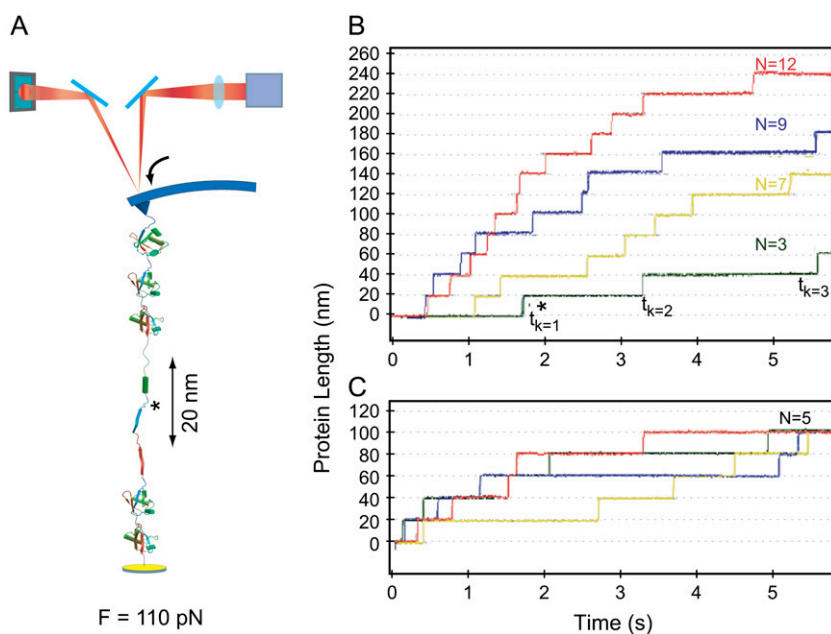 A
*
20 nm
F = 110 pN
B
Protein Length (nm)
260
240
220
200
180
160
140
120
100
80
60
40
20
0
N=12
N=9
N=7
N=3
*
t_k=1
t_k=2
t_k=3
0 1 2 3 4 5
C
120
100
80
60
40
20
0
N=5
0 1 2 3 4 5
Time (s)